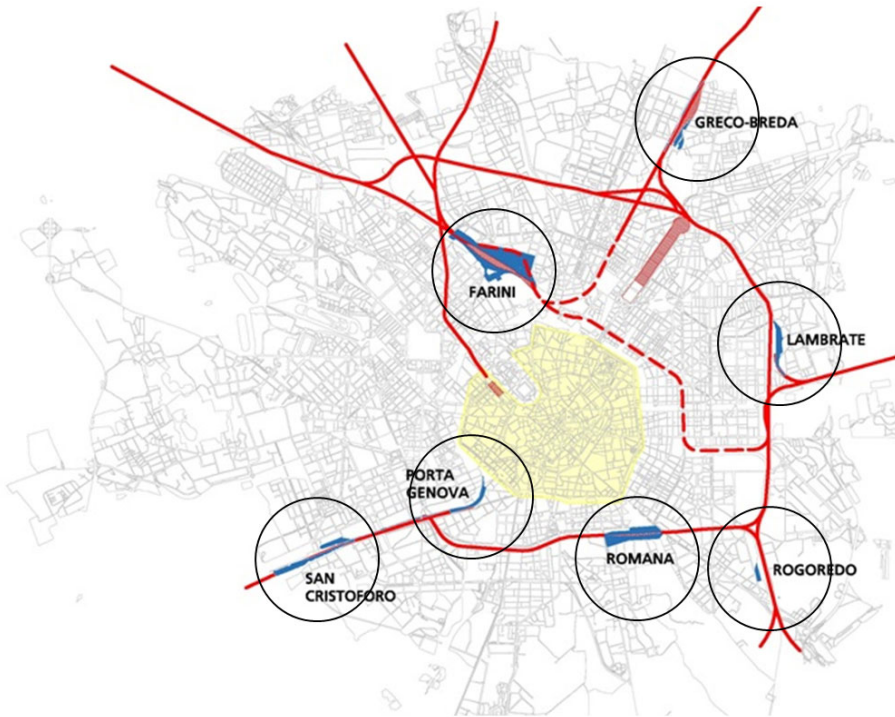 GRECO-BREDA
FARINI
LAMBRATE
PORTA
GENOVA
ROMANA
ROGOREDO
SAN
CRISTOFORO